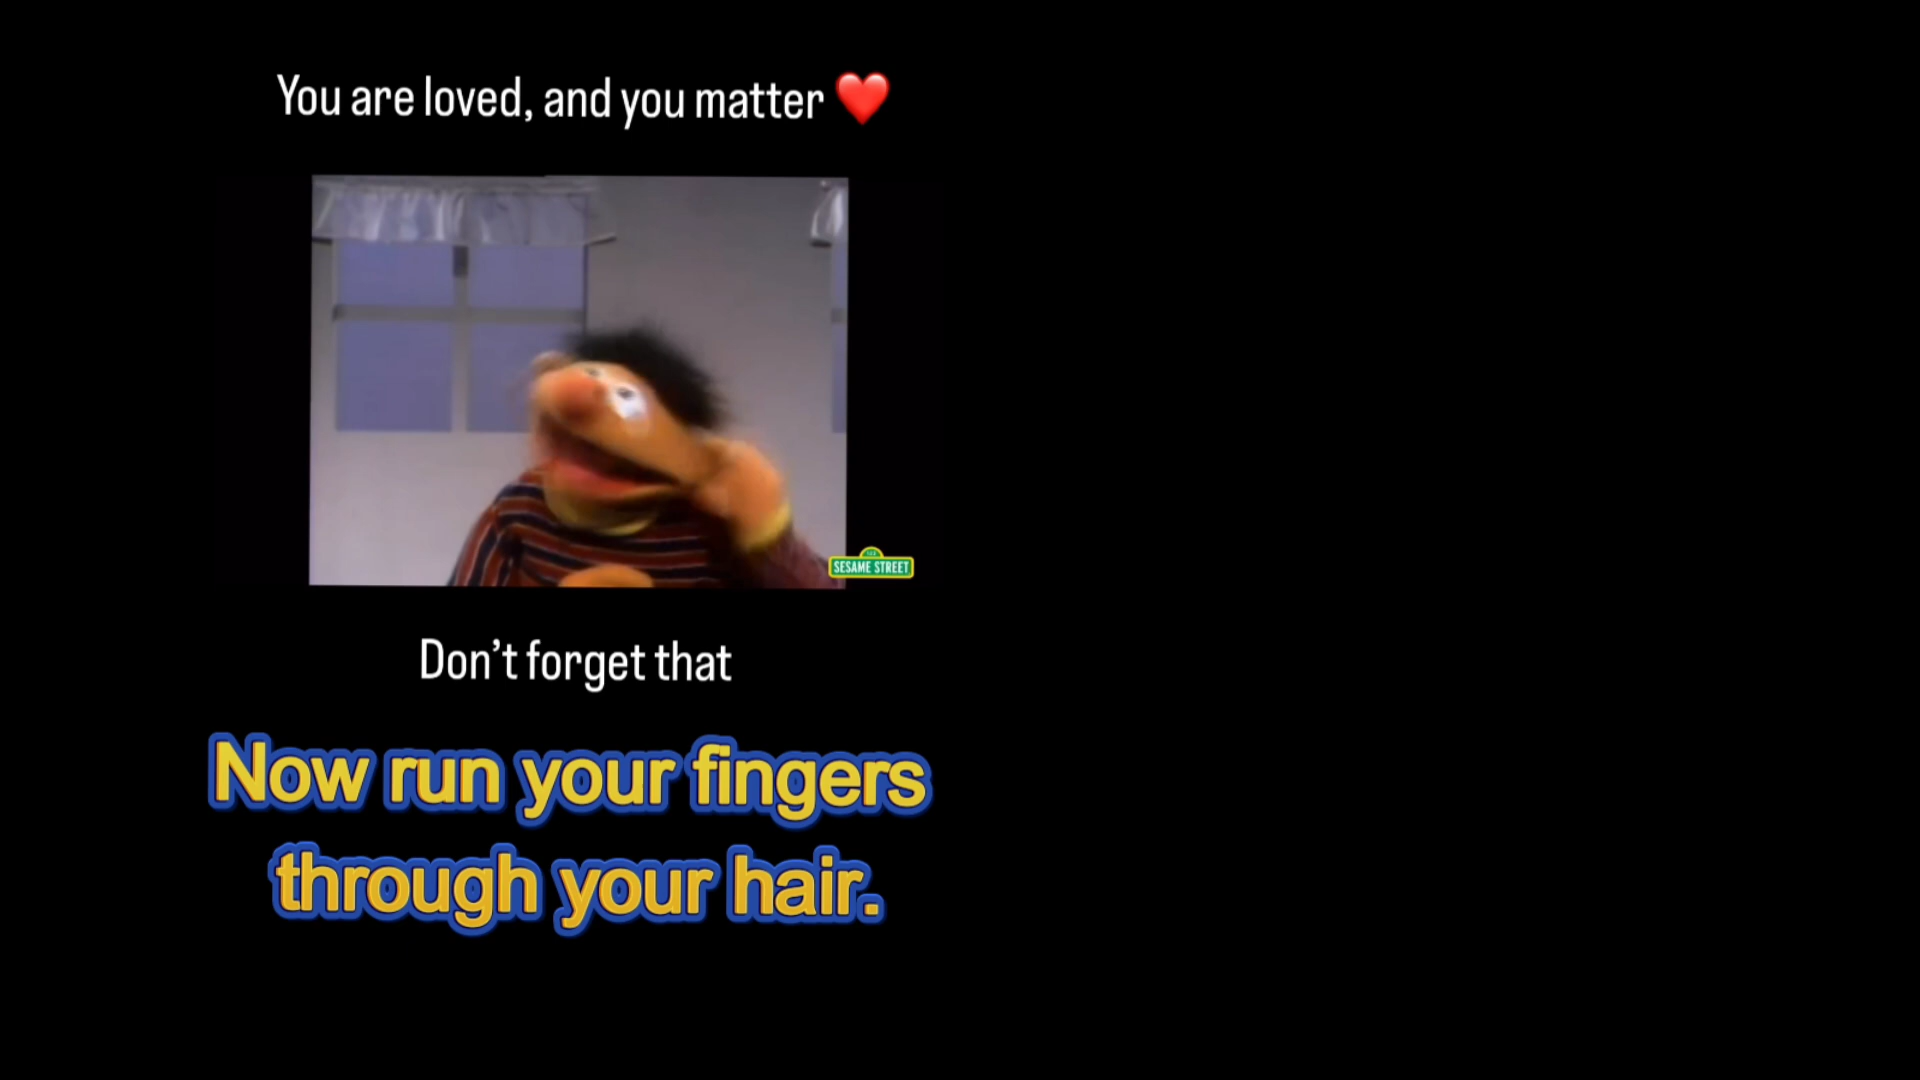 You are loved, and you matter ❤️
SESAME STREET
Don't forget that
Now run your fingers
through your hair.